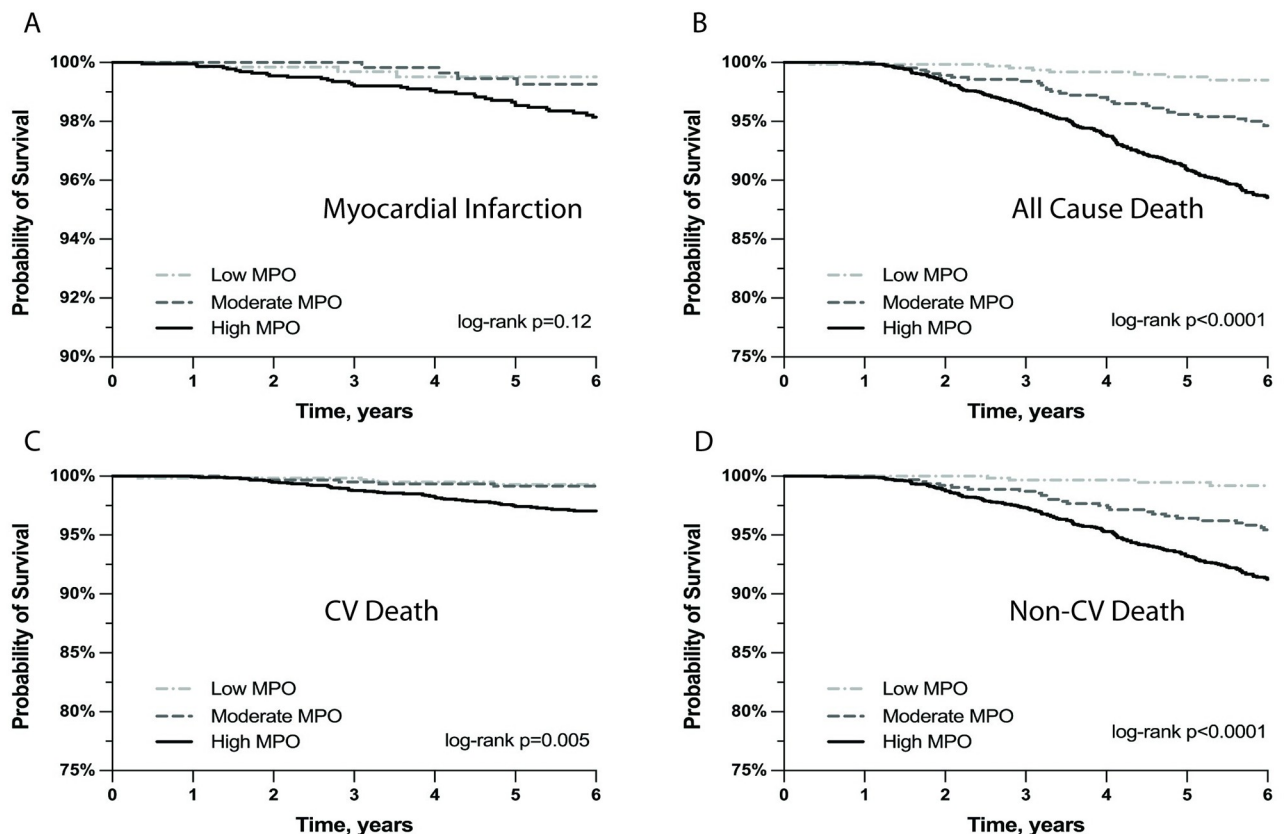 A
Probability of Survival
100%
98%
96%
94%
92%
90%
Myocardial Infarction
Low MPO
Moderate MPO
High MPO
log-rank p=0.12
0 1 2 3 4 5 6
Time, years
B
Probability of Survival
100%
95%
90%
85%
80%
75%
All Cause Death
Low MPO
Moderate MPO
High MPO
log-rank p<0.0001
0 1 2 3 4 5 6
Time, years
C
Probability of Survival
100%
95%
90%
85%
80%
75%
CV Death
Low MPO
Moderate MPO
High MPO
log-rank p=0.005
0 1 2 3 4 5 6
Time, years
D
Probability of Survival
100%
95%
90%
85%
80%
75%
Non-CV Death
Low MPO
Moderate MPO
High MPO
log-rank p<0.0001
0 1 2 3 4 5 6
Time, years